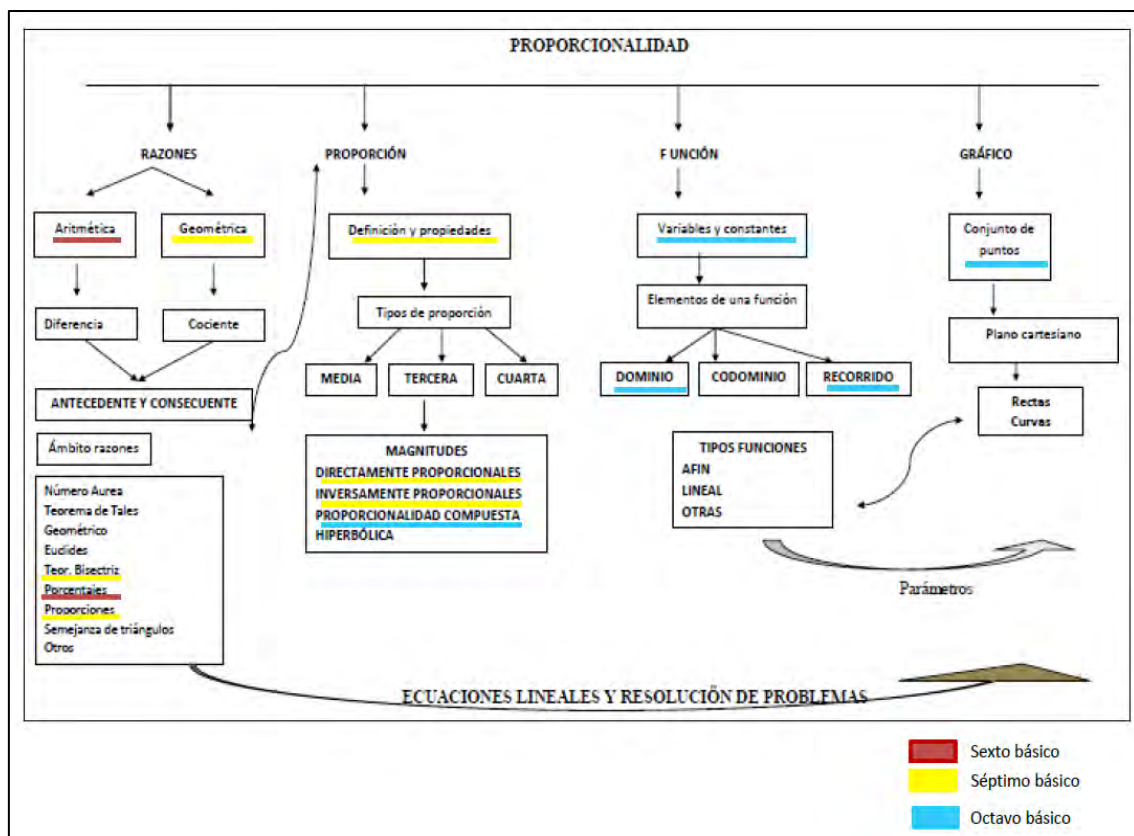 PROPORCIONALIDAD
RAZONES
PROPORCIÓN
F UNCIÓN
GRÁFICO
Aritmética
Geométrica
Definición y propiedades
Variables y constantes
Conjunto de
puntos
Diferencia
Cociente
Tipos de proporción
Elementos de una función
Plano cartesiano
MEDIA
TERCERA
CUARTA
DOMINIO
CODOMINIO
RECORRIDO
ANTECEDENTE Y CONSECUENTE
Rectas
Curvas
Ámbito razones
Número Aurea
Teorema de Tales
Geométrico
Euclides
Teor. Bisectriz
Porcentajes
Proporciones
Semejanza de triángulos
Otros
MAGNITUDES
DIRECTAMENTE PROPORCIONALES
INVERSAMENTE PROPORCIONALES
PROPORCIONALIDAD COMPUESTA
HIPERBÓLICA
TIPOS FUNCIONES
AFIN
LINEAL
OTRAS
Parámetros
ECUACIONES LINEALES Y RESOLUCIÓN DE PROBLEMAS
Sexto básico
Séptimo básico
Octavo básico